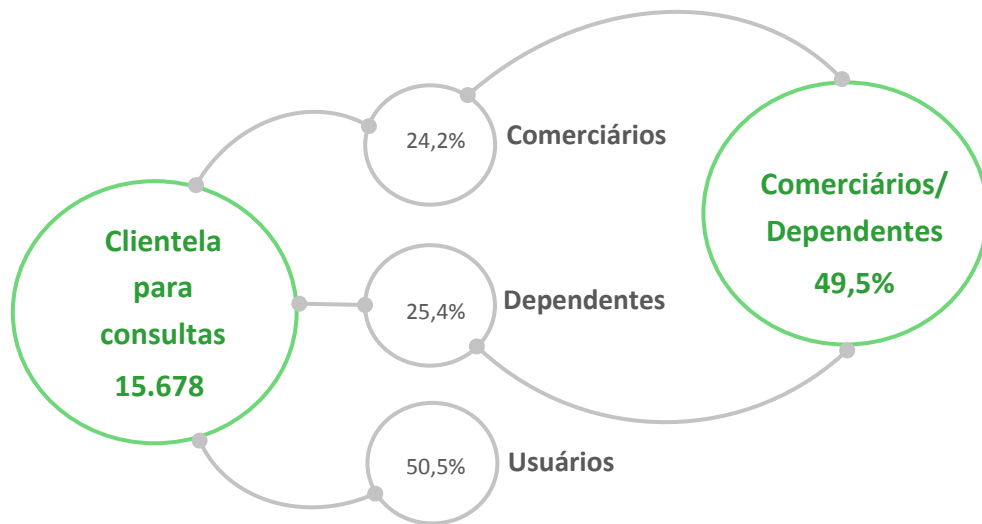 Clientela
para
consultas
15.678
24,2%
Comerciários
25,4%
Dependentes
50,5%
Usuários
Comerciários/
Dependentes
49,5%